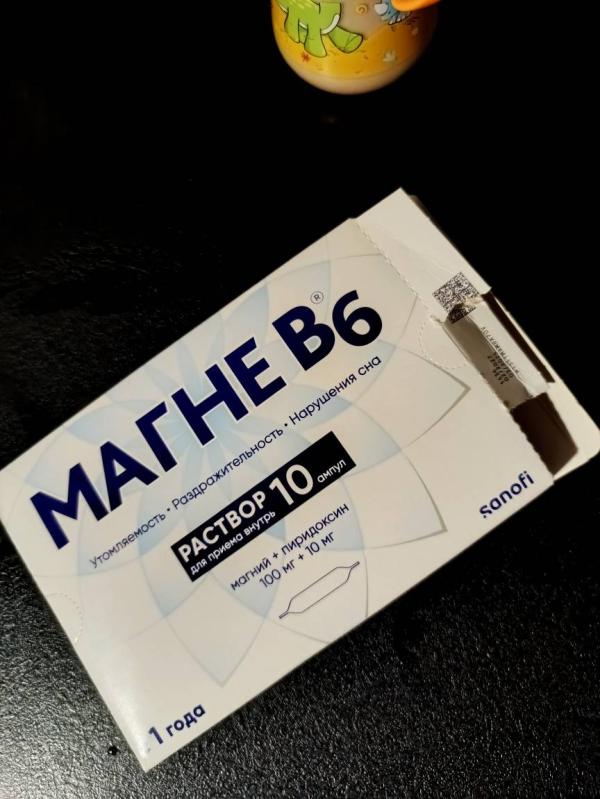 МАГНЕ B6®
Утомляемость • Раздражительность • Нарушения сна
РАСТВОР 10 ампул
для приема внутрь
магний + пиридоксин
100 мг + 10 мг
sanofi
1 года